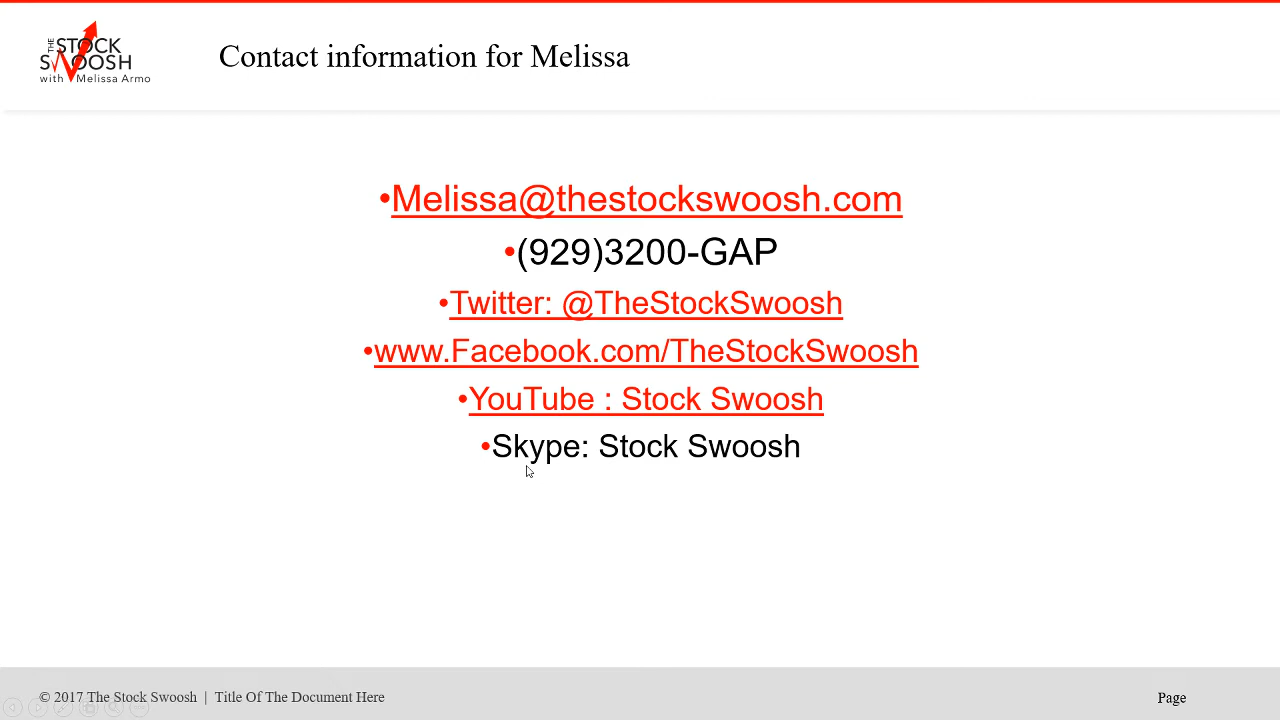 THE STOCK
SWOOSH
with Melissa Armo
Contact information for Melissa
•Melissa@thestockswoosh.com
•(929)3200-GAP
•Twitter: @TheStockSwoosh
•www.Facebook.com/TheStockSwoosh
•YouTube : Stock Swoosh
•Skype: Stock Swoosh
© 2017 The Stock Swoosh | Title Of The Document Here
Page